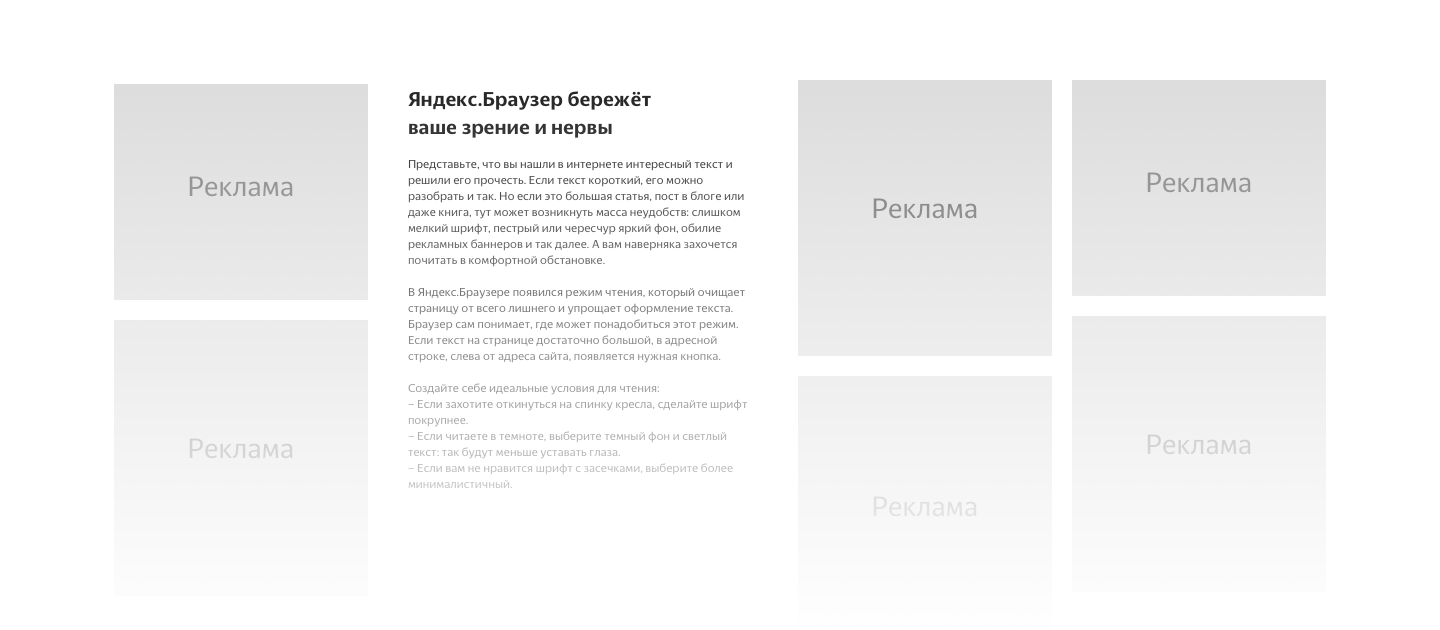 Реклама
Реклама
Яндекс.Браузер бережёт
ваше зрение и нервы
Представьте, что вы нашли в интернете интересный текст и
решили его прочесть. Если текст короткий, его можно
разобрать и так. Но если это большая статья, пост в блоге или
даже книга, тут может возникнуть масса неудобств: слишком
мелкий шрифт, пестрый или чересчур яркий фон, обилие
рекламных баннеров и так далее. А вам наверняка захочется
почитать в комфортной обстановке.
В Яндекс.Браузере появился режим чтения, который очищает
страницу от всего лишнего и упрощает оформление текста.
Браузер сам понимает, где может понадобиться этот режим.
Если текст на странице достаточно большой, в адресной
строке, слева от адреса сайта, появляется нужная кнопка.
Создайте себе идеальные условия для чтения:
– Если захотите откинуться на спинку кресла, сделайте шрифт
покрупнее.
– Если читаете в темноте, выберите темный фон и светлый
текст: так будут меньше уставать глаза.
– Если вам не нравится шрифт с засечками, выберите более
минималистичный.
Реклама
Реклама
Реклама
Реклама